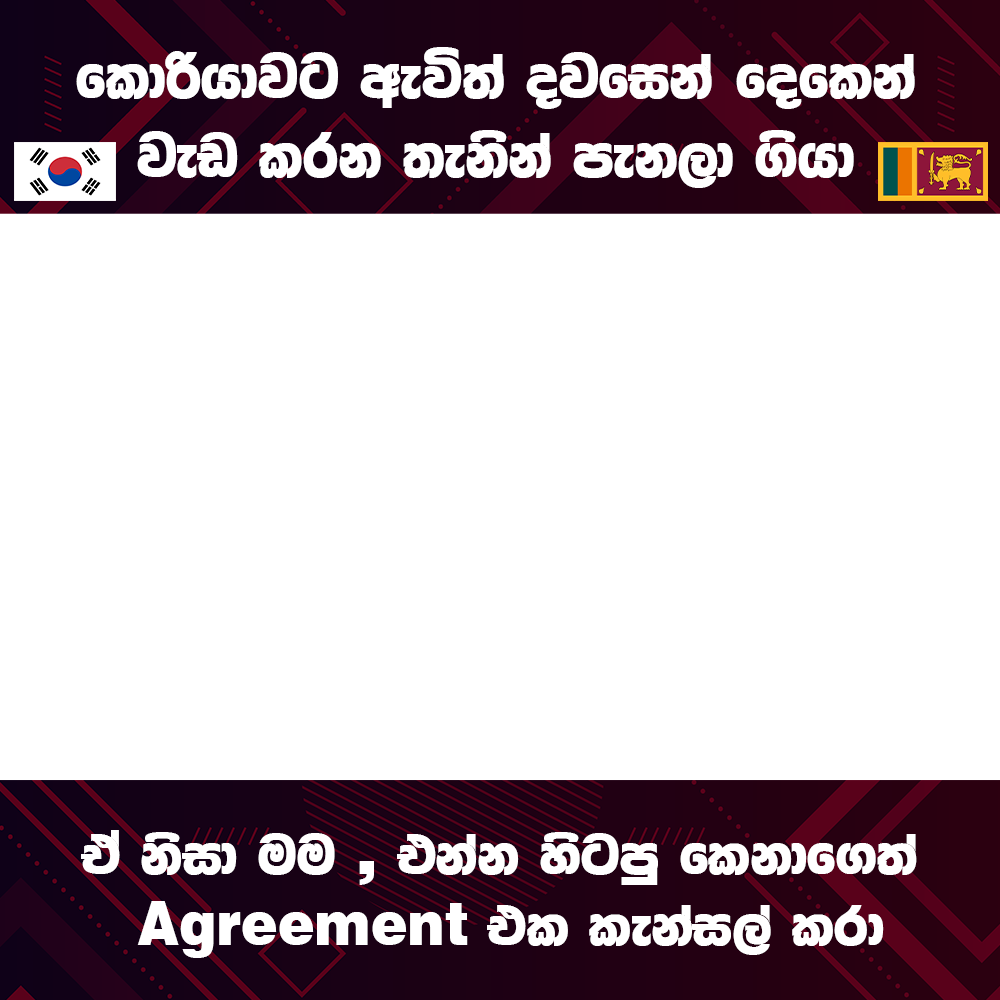 කොරියාවට ඇවිත් දවසෙන් දෙකෙන්
වැඩ කරන තැනින් පැනලා ගියා
ඒ නිසා මම , එන්න හිටපු කෙනාගෙත්
Agreement එක කැන්සල් කරා